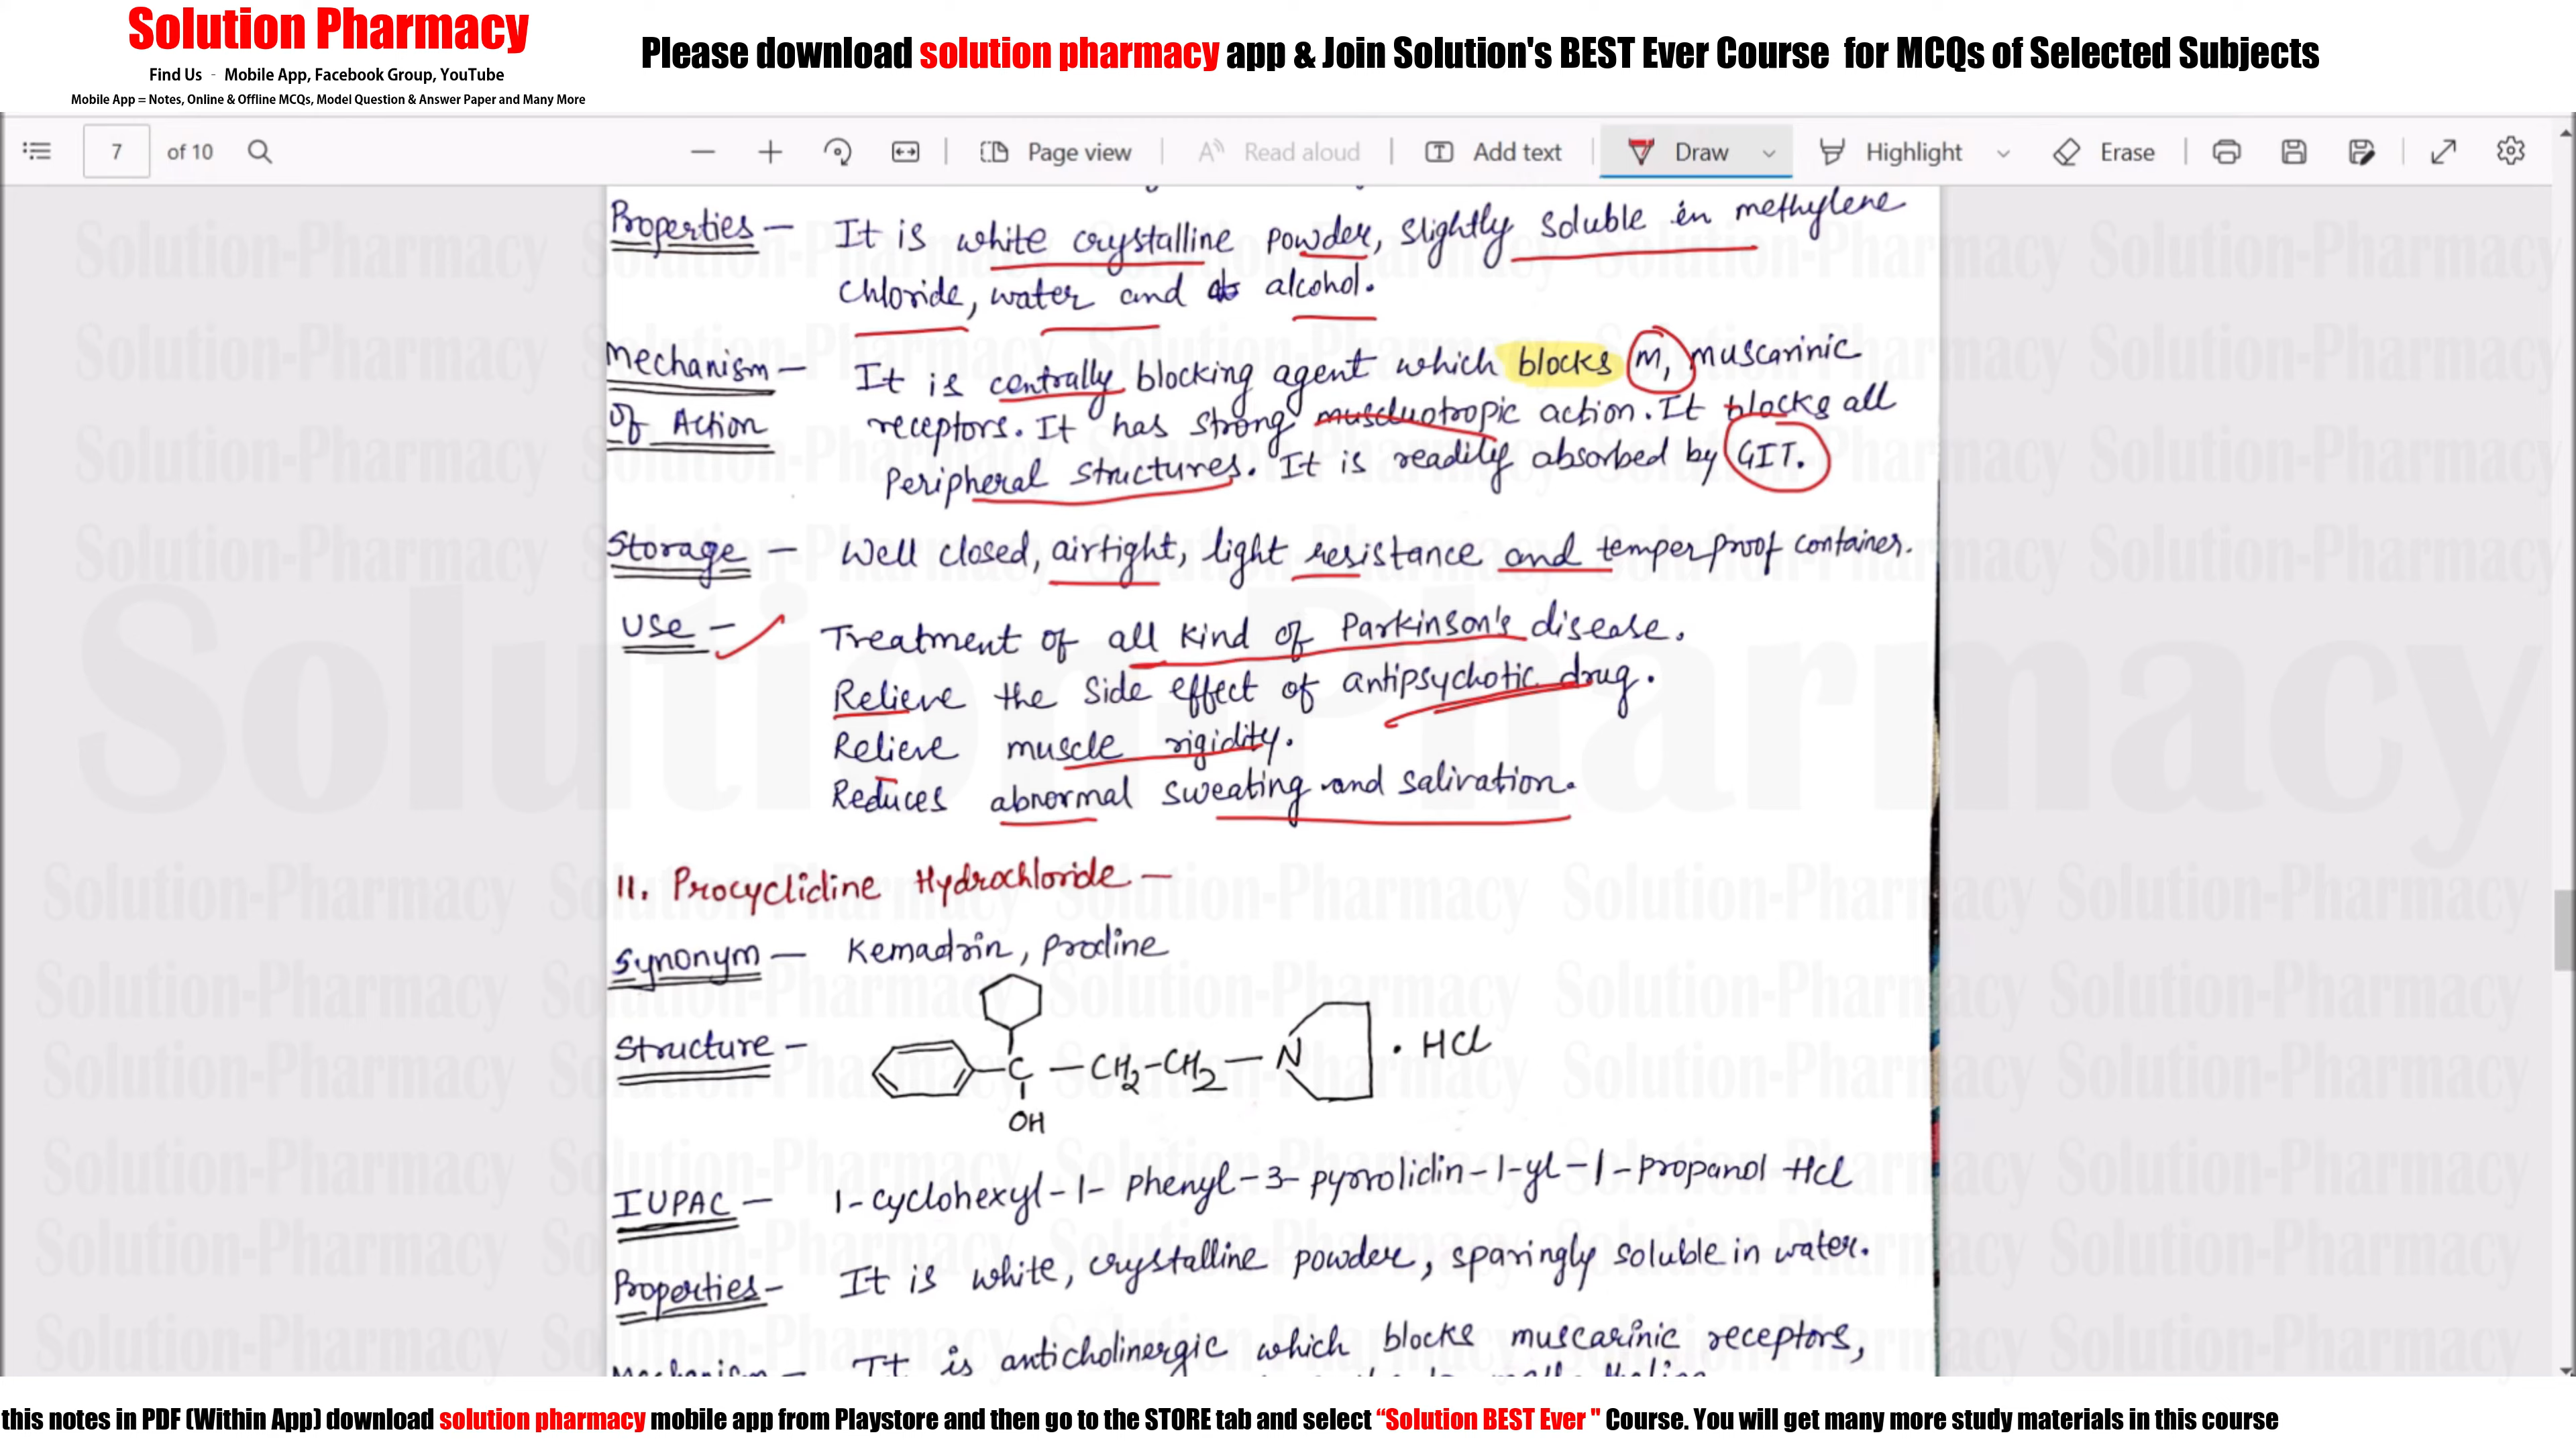 Solution Pharmacy
Find Us - Mobile App, Facebook Group, YouTube
Mobile App = Notes, Online & Offline MCQs, Model Question & Answer Paper and Many More
Please download solution pharmacy app & Join Solution's BEST Ever Course for MCQs of Selected Subjects
7 of 10
Page view Read aloud Add text Draw Highlight Erase
Properties - It is white crystalline powder, slightly soluble in methylene
chloride, water and alcohol.
Mechanism of Action - It is centrally blocking agent which blocks M, muscarinic
receptors. It has strong action. It blocks all
Peripheral structures. It is readily absorbed by GIT.
Storage - Well closed, airtight, light resistance and temperproof container.
Use - Treatment of all kind of Parkinson's disease.
Relieve the side effect of antipsychotic drug.
Relieve muscle rigidity.
Reduces abnormal sweating and salivation.
11. Procyclidine Hydrochloride -
Synonym - Kemadrin, prodine
Structure -
C - CH2 - CH2 - N . HCl
OH
IUPAC - 1-cyclohexyl-1-phenyl-3-pyrrolidin-1-yl-1-propanol HCl
Properties - It is white, crystalline powder, sparingly soluble in water.
It is anticholinergic which blocks muscarinic receptors,
this notes in PDF (Within App) download solution pharmacy mobile app from Playstore and then go to the STORE tab and select “Solution BEST Ever " Course. You will get many more study materials in this course
Solution-Pharmacy